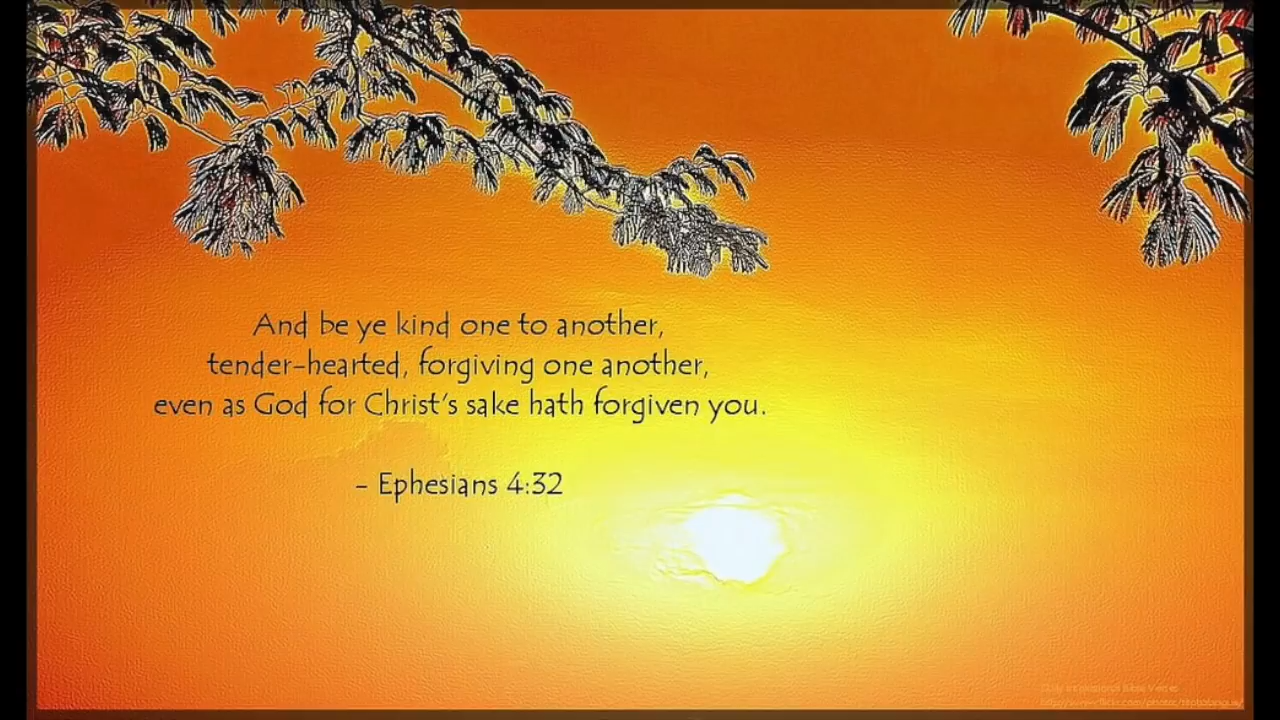 And be ye kind one to another,
tender-hearted, forgiving one another,
even as God for Christ's sake hath forgiven you.
- Ephesians 4:32